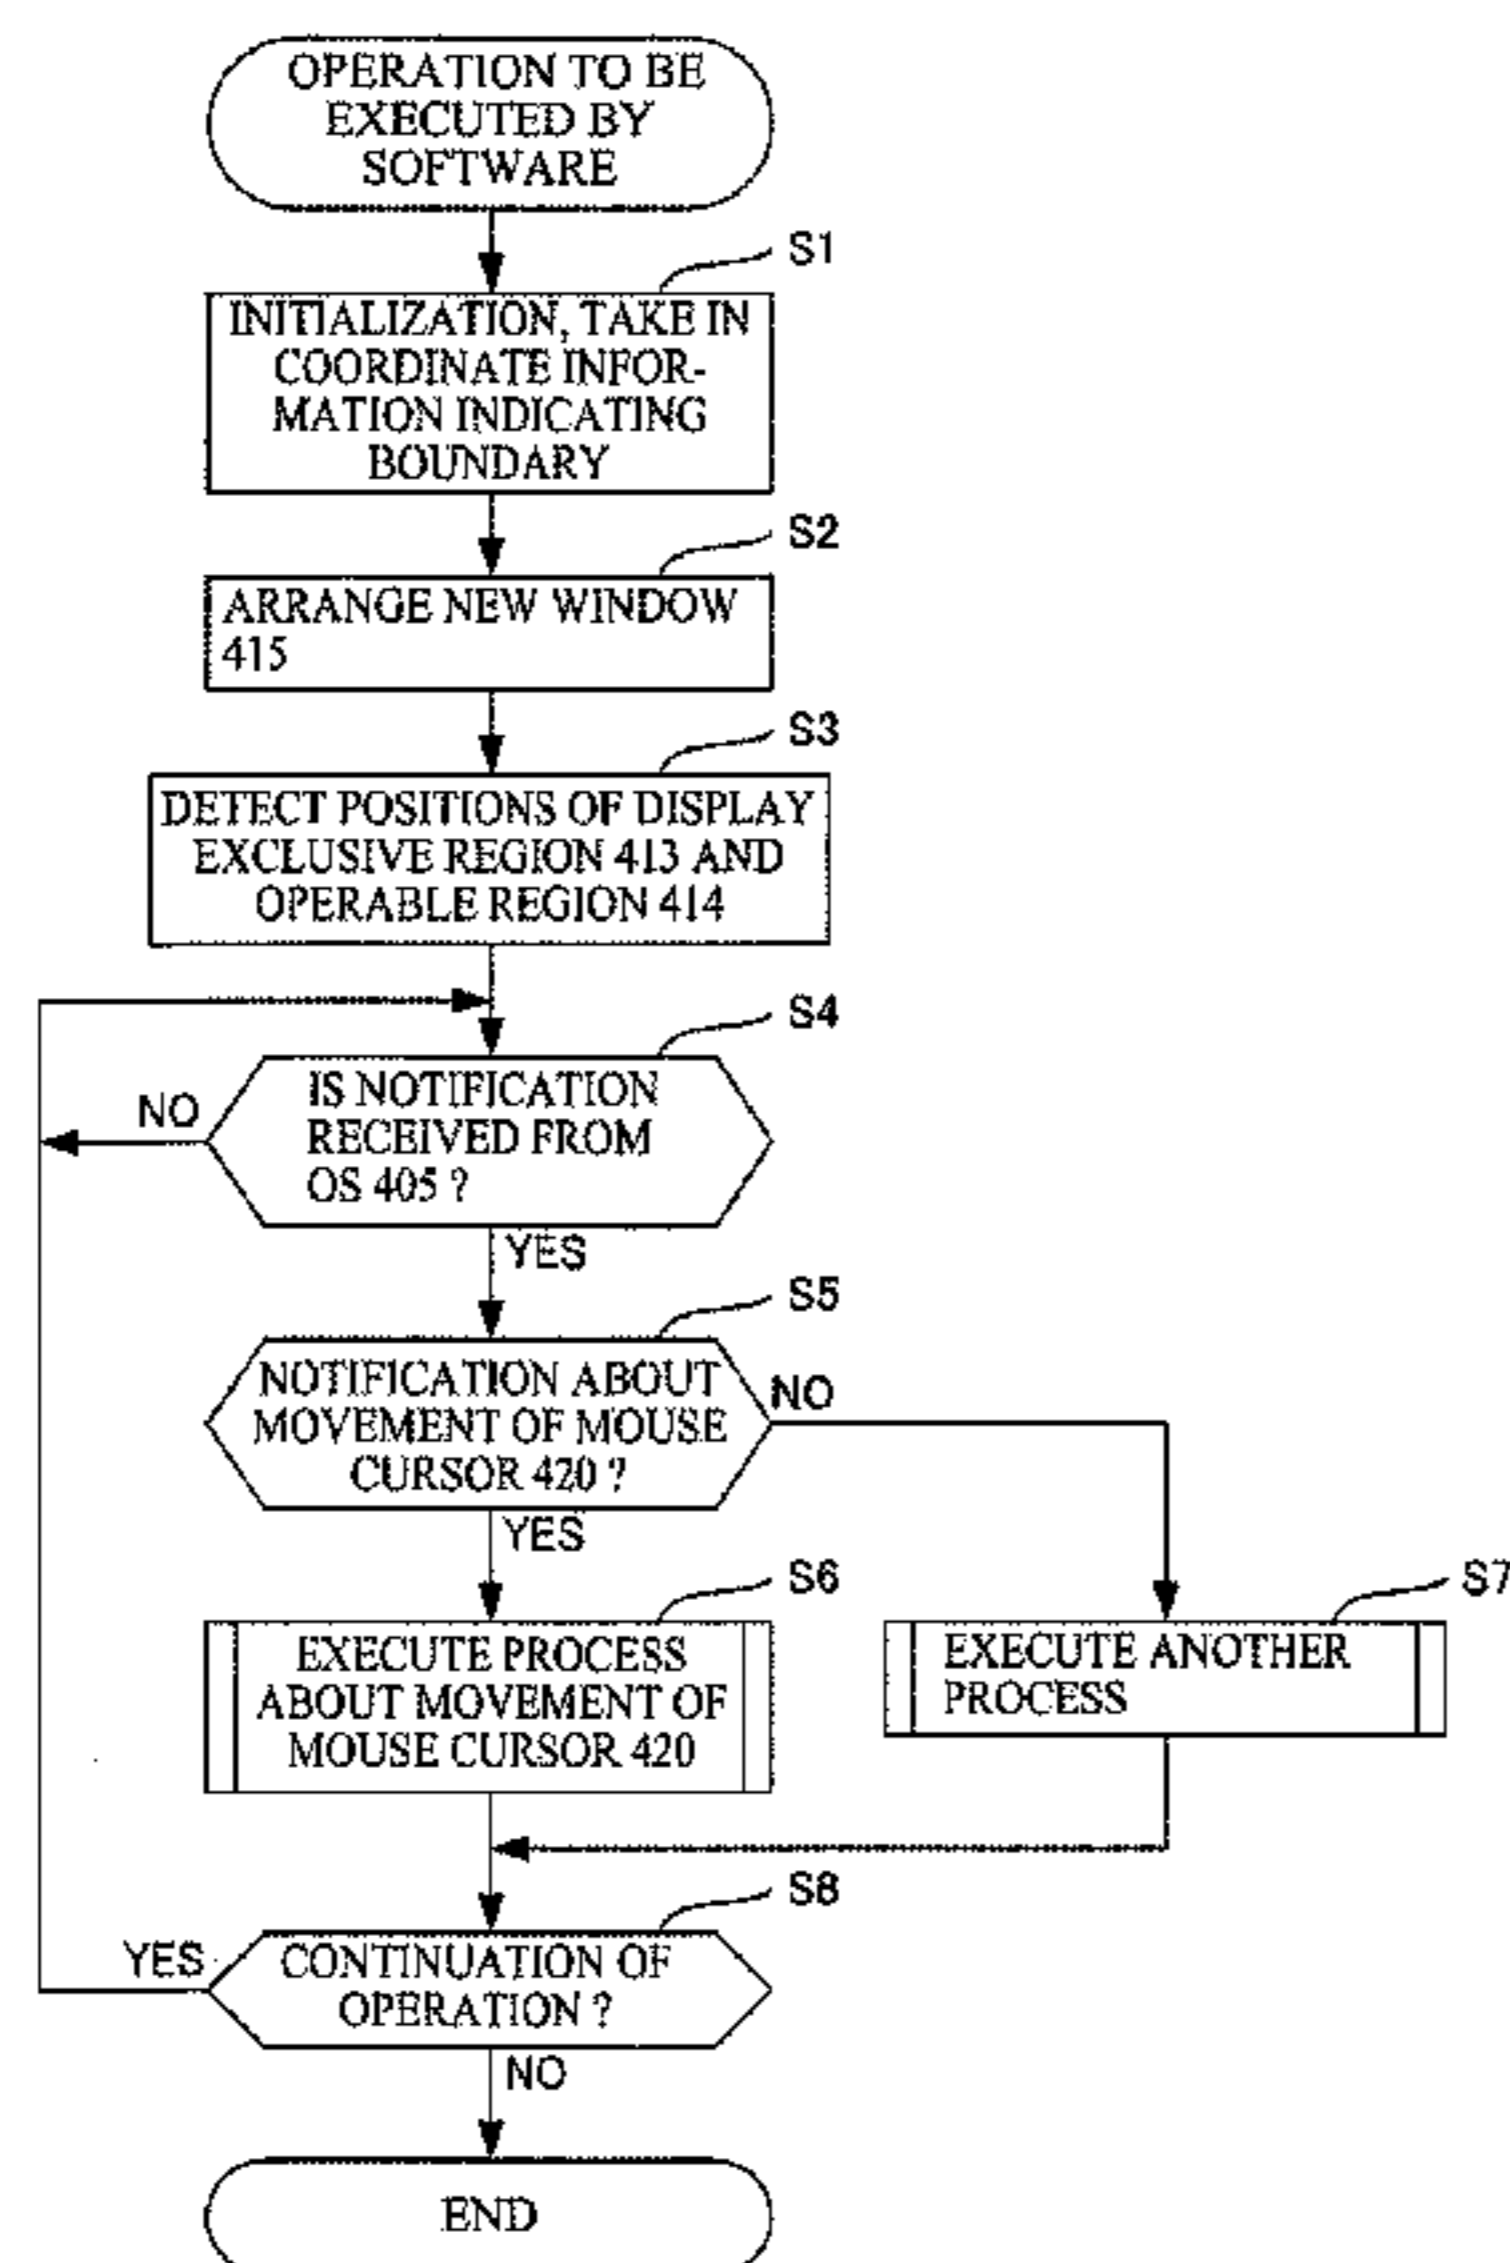 OPERATION TO BE
EXECUTED BY
SOFTWARE
S1
INITIALIZATION, TAKE IN
COORDINATE INFOR-
MATION INDICATING
BOUNDARY
S2
ARRANGE NEW WINDOW
415
S3
DETECT POSITIONS OF DISPLAY
EXCLUSIVE REGION 413 AND
OPERABLE REGION 414
S4
IS NOTIFICATION
RECEIVED FROM
OS 405 ?
NO
YES
S5
NOTIFICATION ABOUT
MOVEMENT OF MOUSE
CURSOR 420 ?
NO
YES
S6
EXECUTE PROCESS
ABOUT MOVEMENT OF
MOUSE CURSOR 420
S7
EXECUTE ANOTHER
PROCESS
S8
CONTINUATION OF
OPERATION ?
YES
NO
END